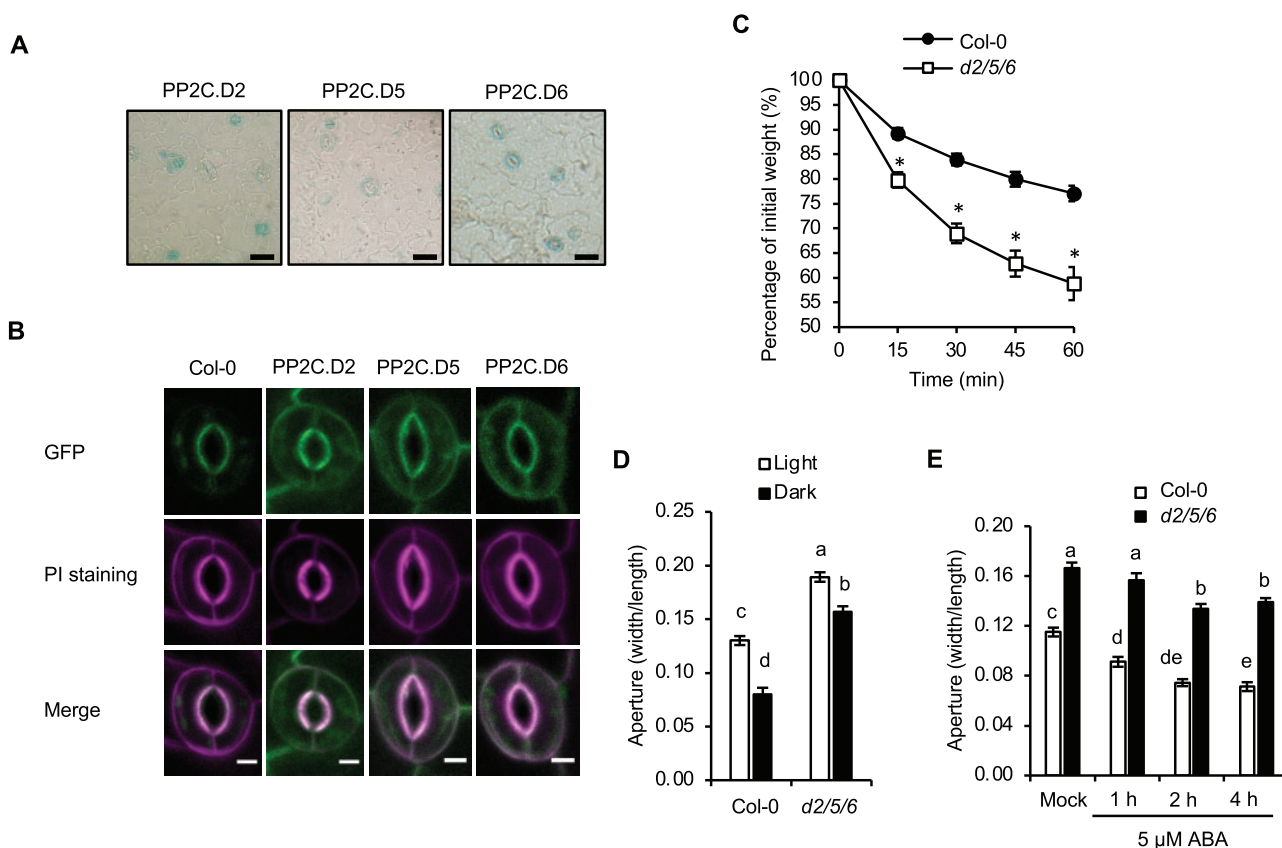 A
PP2C.D2 PP2C.D5 PP2C.D6
B
Col-0 PP2C.D2 PP2C.D5 PP2C.D6
GFP
PI staining
Merge
C
Col-0
d2/5/6
Percentage of initial weight (%)
100
95
90
85
80
75
70
65
60
55
50
* * * *
0 15 30 45 60
Time (min)
D
Light
Dark
Aperture (width/length)
0.25
0.20
0.15
0.10
0.05
0.00
c d a b
Col-0 d2/5/6
E
Col-0
d2/5/6
Aperture (width/length)
0.20
0.16
0.12
0.08
0.04
0.00
c a d a de b e b
Mock 1 h 2 h 4 h
5 µM ABA